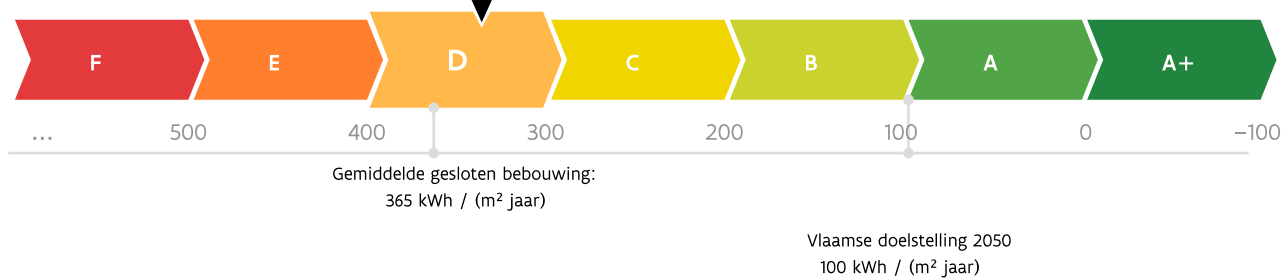 F E D C B A A+
... 500 400 300 200 100 0 −100
Gemiddelde gesloten bebouwing:
365 kWh / (m² jaar)
Vlaamse doelstelling 2050
100 kWh / (m² jaar)